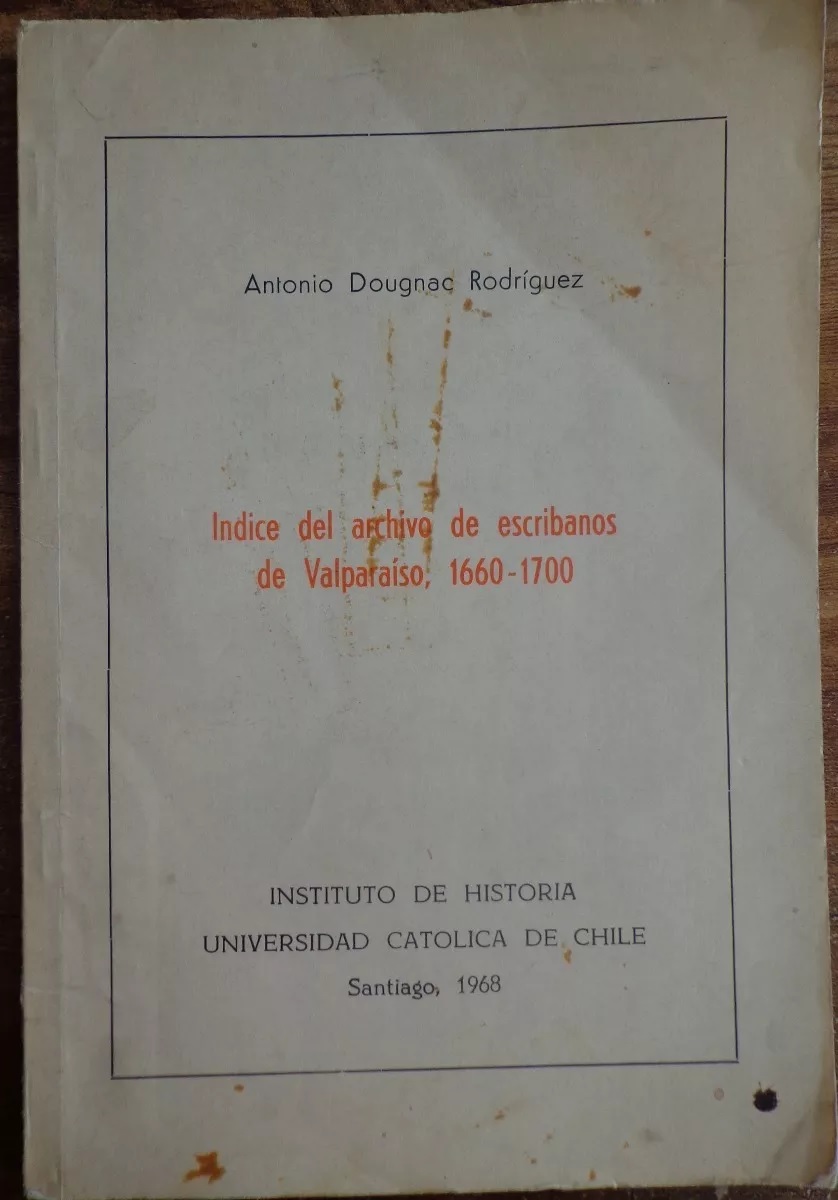 Antonio Dougnac Rodríguez
Indice del archivo de escribanos
de Valparaíso, 1660-1700
INSTITUTO DE HISTORIA
UNIVERSIDAD CATOLICA DE CHILE
Santiago, 1968